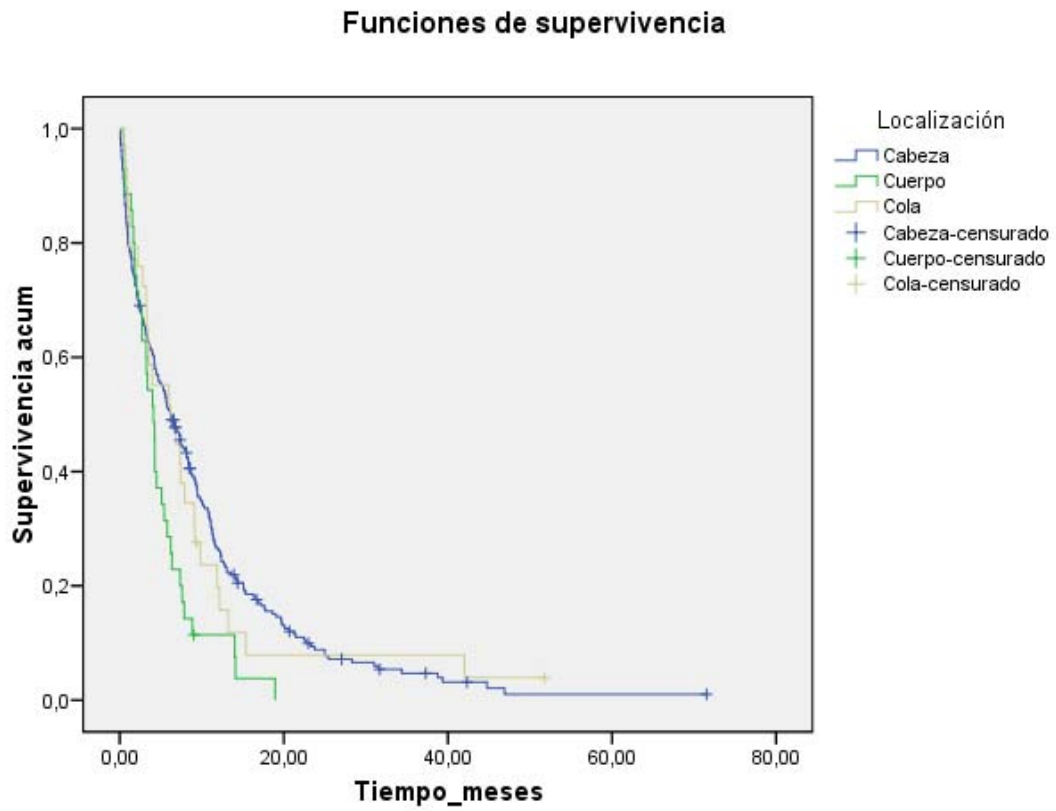 Funciones de supervivencia
Supervivencia acum
1,0
0,8
0,6
0,4
0,2
0,0
0,00
20,00
40,00
60,00
80,00
Tiempo_meses
Localización
Cabeza
Cuerpo
Cola
Cabeza-censurado
Cuerpo-censurado
Cola-censurado